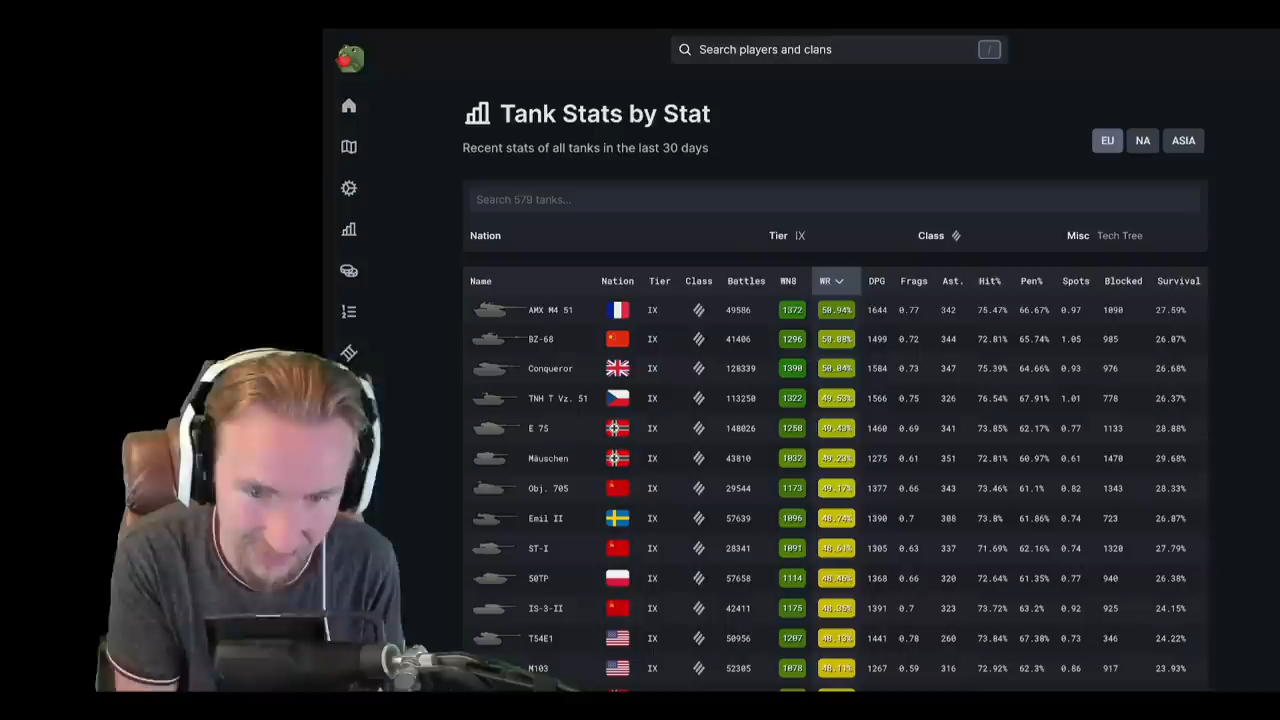 Search players and clans /
Tank Stats by Stat
Recent stats of all tanks in the last 30 days
EU NA ASIA
Search 579 tanks...
Nation Tier IX Class Misc Tech Tree
Name Nation Tier Class Battles WN8 WR DPG Frags Ast. Hit% Pen% Spots Blocked Survival
AMX M4 51 IX 49586 1372 50.94% 1644 0.77 342 75.47% 66.67% 0.97 1090 27.59%
BZ-68 IX 41406 1296 50.08% 1499 0.72 344 72.81% 65.74% 1.05 985 26.07%
Conqueror IX 128339 1390 50.04% 1584 0.93 347 75.39% 64.66% 0.93 976 26.68%
TNH T Vz. 51 IX 113250 1322 49.53% 1566 0.75 326 76.54% 67.91% 1.01 778 26.37%
E 75 IX 148026 1258 49.43% 1460 0.69 341 73.85% 62.17% 0.77 1133 28.88%
Mäuschen IX 43810 1032 49.23% 1275 0.61 351 72.81% 60.97% 0.61 1470 29.68%
Obj. 705 IX 29544 1173 49.17% 1377 0.66 343 73.46% 61.1% 0.82 1343 28.33%
Emil II IX 57639 1096 48.74% 1390 0.7 308 73.8% 61.86% 0.74 723 26.87%
ST-I IX 28341 1091 48.61% 1305 0.63 337 71.69% 62.16% 0.74 1320 27.79%
50TP IX 57658 1114 48.46% 1368 0.66 320 72.64% 61.35% 0.77 940 26.38%
IS-3-II IX 42411 1175 48.36% 1391 0.7 323 73.72% 63.2% 0.92 925 24.15%
T54E1 IX 50956 1207 48.13% 1441 0.78 260 73.84% 67.38% 0.73 346 24.22%
M103 IX 52305 1078 48.11% 1267 0.59 316 72.92% 62.3% 0.86 917 23.93%